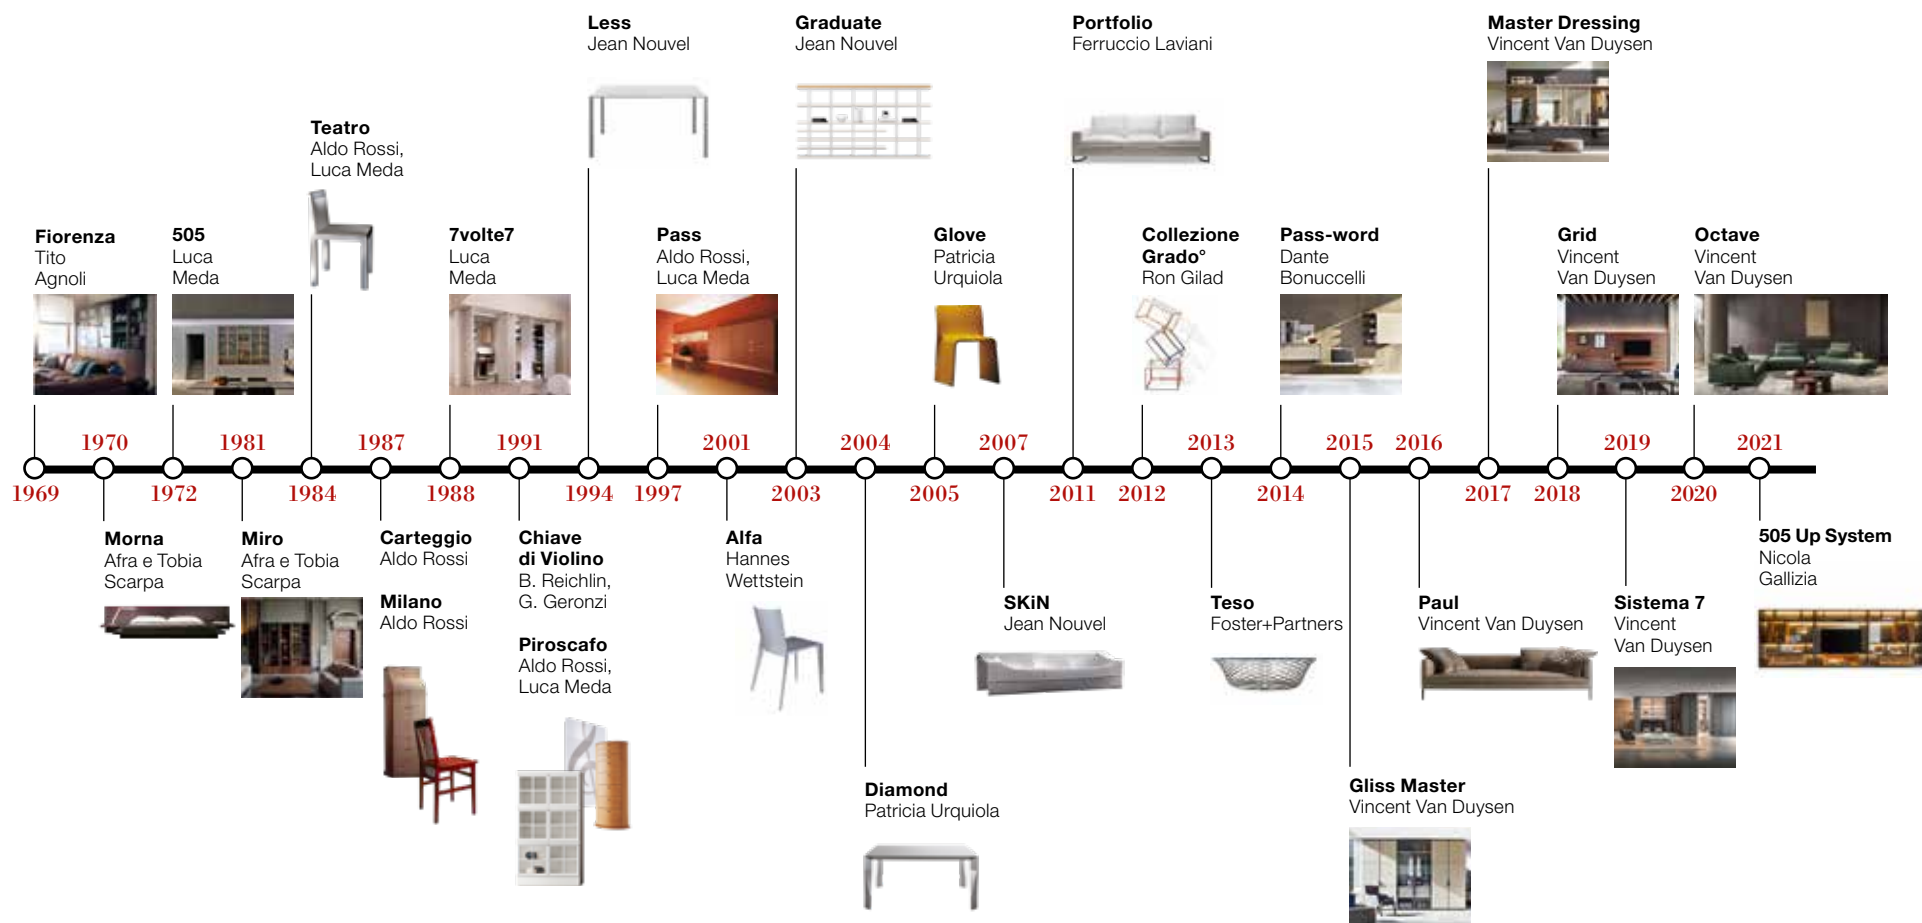 Less
Jean Nouvel
Graduate
Jean Nouvel
Portfolio
Ferruccio Laviani
Master Dressing
Vincent Van Duysen
Teatro
Aldo Rossi,
Luca Meda
Fiorenza
Tito
Agnoli
505
Luca
Meda
7volte7
Luca
Meda
Pass
Aldo Rossi,
Luca Meda
Glove
Patricia
Urquiola
Collezione
Grado°
Ron Gilad
Pass-word
Dante
Bonuccelli
Grid
Vincent
Van Duysen
Octave
Vincent
Van Duysen
1970 1981 1987 1991 2001 2004 2007 2013 2015 2016 2019 2021
1969 1972 1984 1988 1994 1997 2003 2005 2011 2012 2014 2017 2018 2020
Morna
Afra e Tobia
Scarpa
Miro
Afra e Tobia
Scarpa
Carteggio
Aldo Rossi
Milano
Aldo Rossi
Chiave
di Violino
B. Reichlin,
G. Geronzi
Piroscafo
Aldo Rossi,
Luca Meda
Alfa
Hannes
Wettstein
Diamond
Patricia Urquiola
SKiN
Jean Nouvel
Teso
Foster+Partners
Gliss Master
Vincent Van Duysen
Paul
Vincent Van Duysen
Sistema 7
Vincent
Van Duysen
505 Up System
Nicola
Gallizia